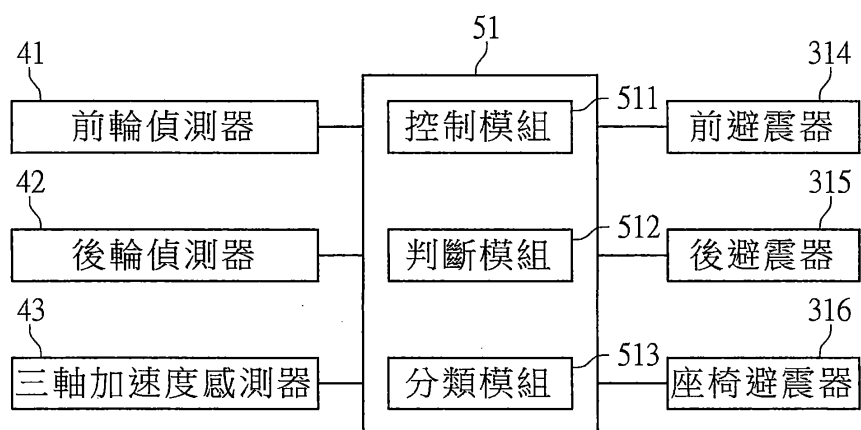 51
41
前輪偵測器
511
控制模組
314
前避震器
42
後輪偵測器
512
判斷模組
315
後避震器
43
三軸加速度感測器
513
分類模組
316
座椅避震器